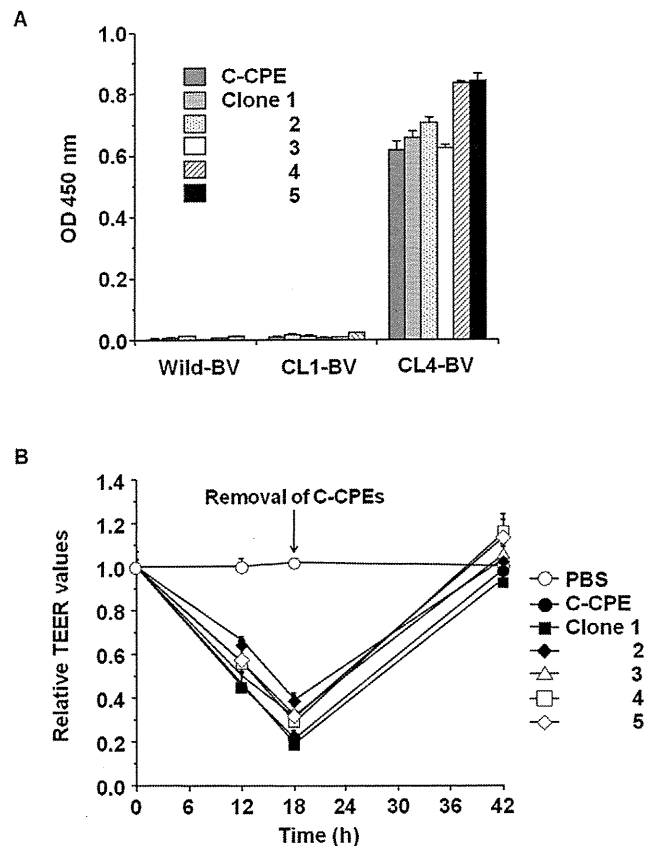 A
OD 450 nm
1.0
0.8
0.6
0.4
0.2
0.0
C-CPE
Clone 1
2
3
4
5
Wild-BV
CL1-BV
CL4-BV
B
Relative TEER values
1.4
1.2
1.0
0.8
0.6
0.4
0.2
0.0
Removal of C-CPEs
PBS
C-CPE
Clone 1
2
3
4
5
0
6
12
18
24
30
36
42
Time (h)